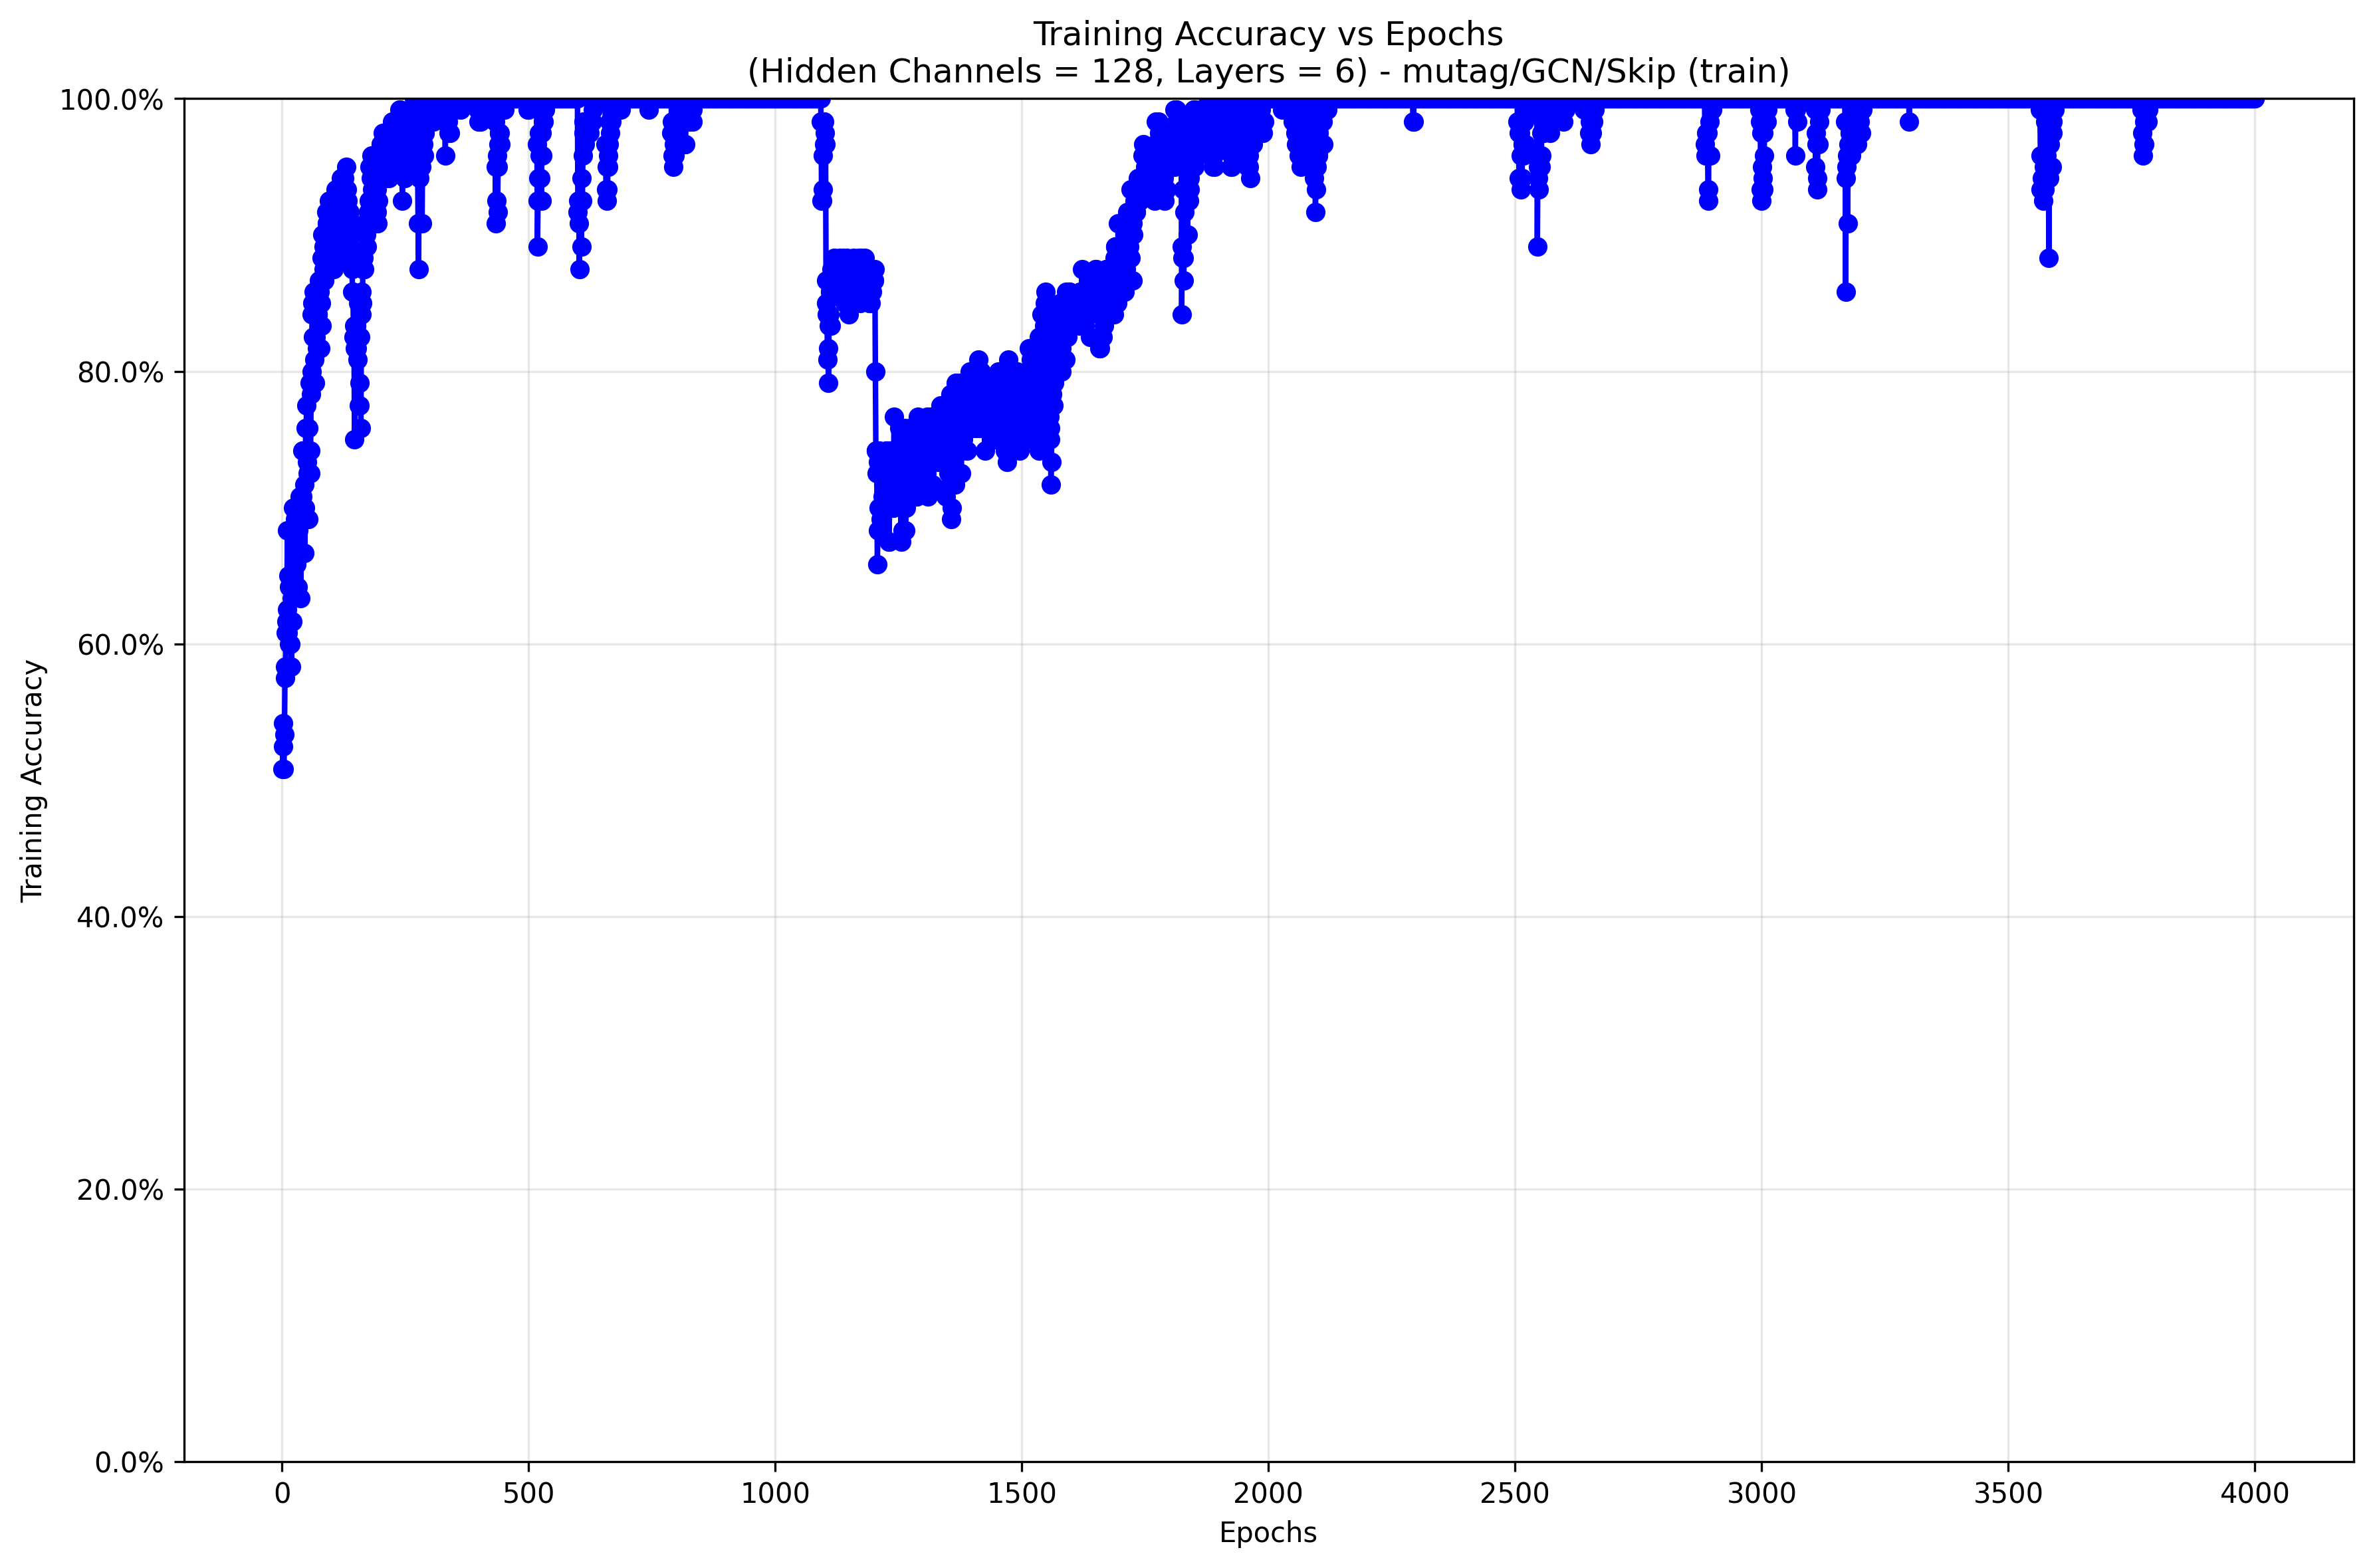 Training Accuracy vs Epochs
(Hidden Channels = 128, Layers = 6) - mutag/GCN/Skip (train)
100.0%
80.0%
60.0%
40.0%
20.0%
0.0%
Training Accuracy
0 500 1000 1500 2000 2500 3000 3500 4000
Epochs